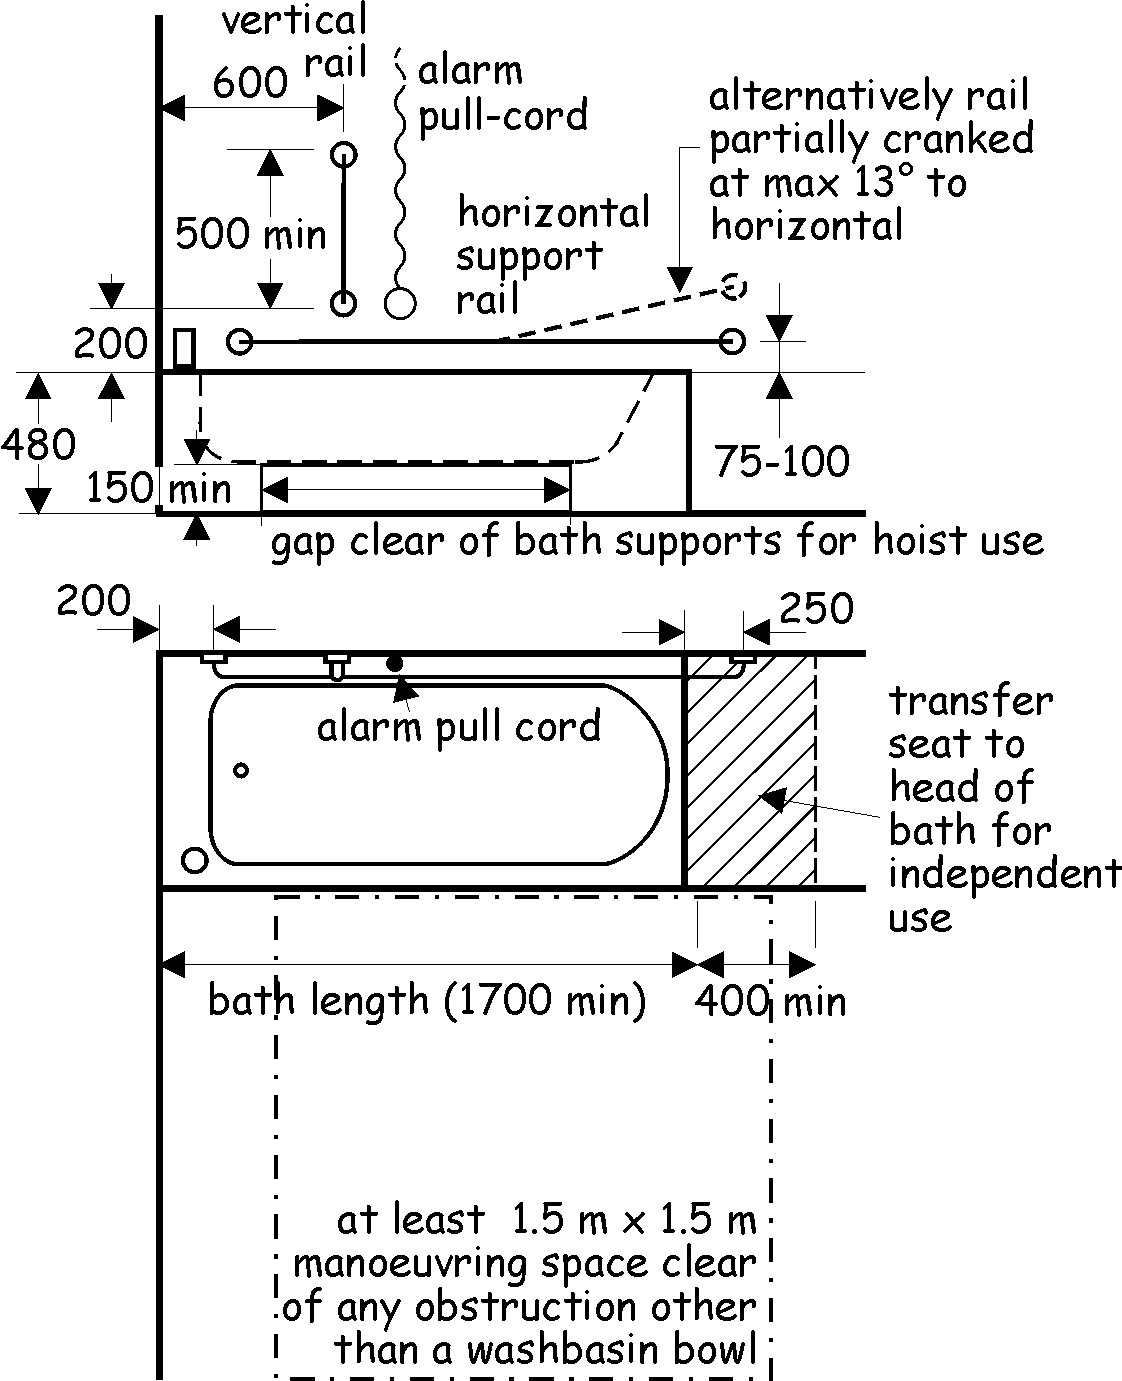 vertical
rail
600
alarm
pull-cord
alternatively rail
partially cranked
at max 13° to
horizontal
500 min
horizontal
support
rail
200
480
150 min
75-100
gap clear of bath supports for hoist use
200
250
alarm pull cord
transfer
seat to
head of
bath for
independent
use
bath length (1700 min)
400 min
at least 1.5 m x 1.5 m
manoeuvring space clear
of any obstruction other
than a washbasin bowl